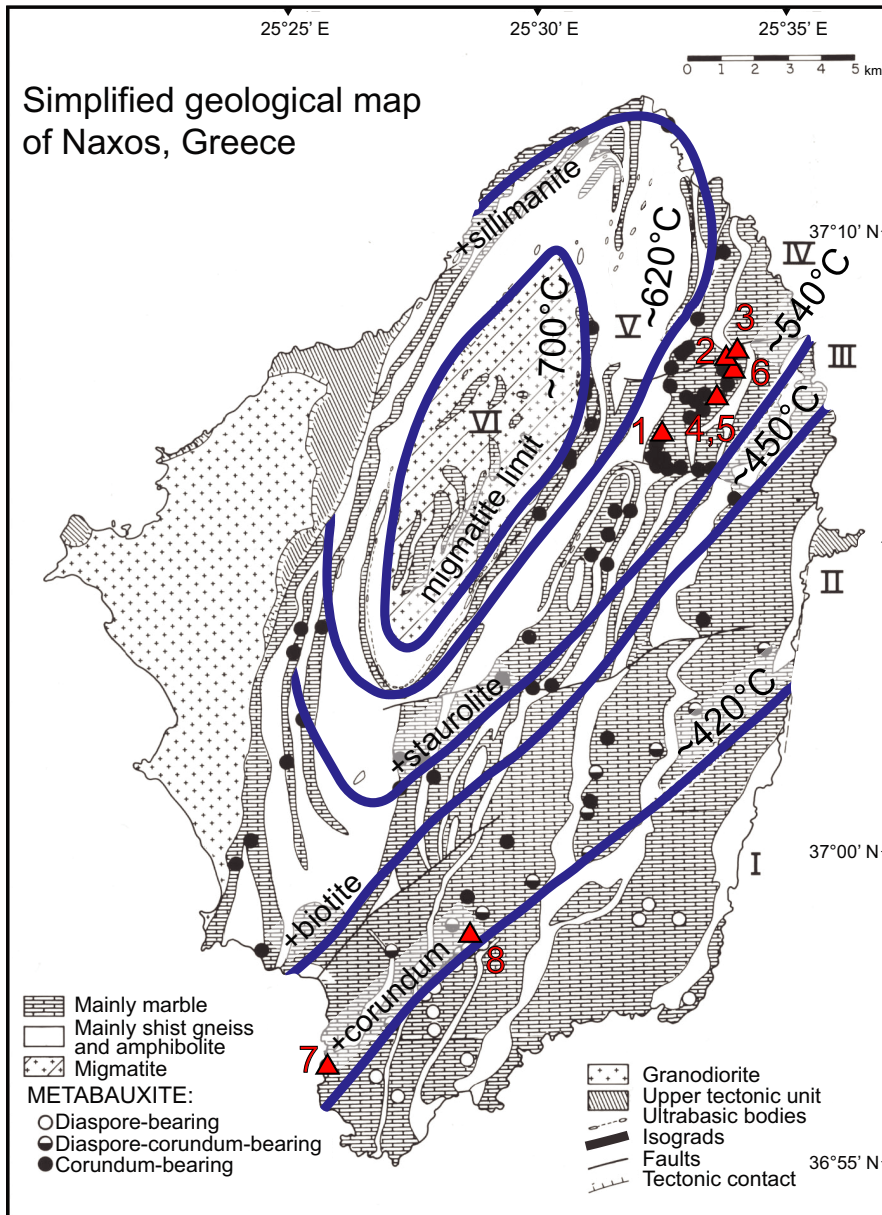 25°25’ E
25°30’ E
25°35’ E
0 1 2 3 4 5 km
Simplified geological map
of Naxos, Greece
+sillimanite
37°10’ N
IV
~620°C
~540°C
V
3
~700°C
2
III
6
VI
1
4,5
~450°C
migmatite limit
II
+staurolite
~420°C
37°00’ N
I
+biotite
8
+corundum
7
Mainly marble
Mainly shist gneiss
and amphibolite
Migmatite
METABAUXITE:
Diaspore-bearing
Diaspore-corundum-bearing
Corundum-bearing
Granodiorite
Upper tectonic unit
Ultrabasic bodies
Isograds
Faults
Tectonic contact
36°55’ N